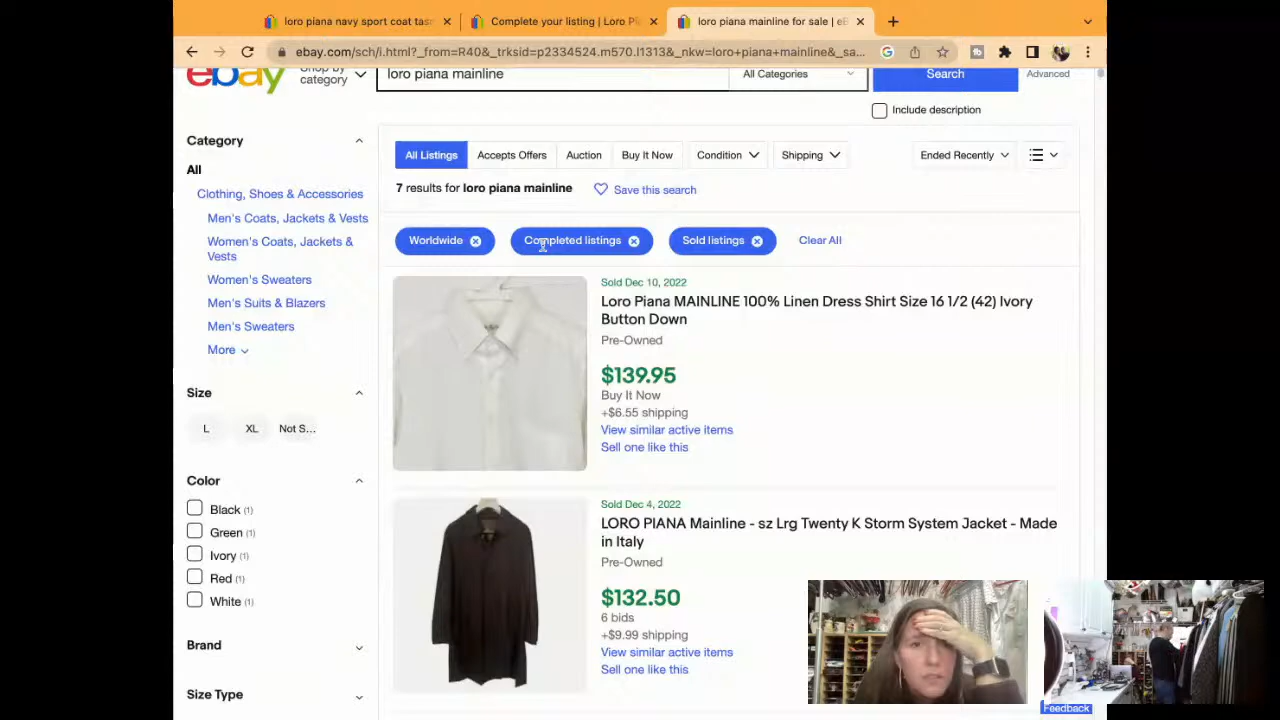 loro piana navy sport coat tasm
Complete your listing | Loro Pi
loro piana mainline for sale | eB
ebay.com/sch/i.html?_from=R40&_trksid=p2334524.m570.l1313&_nkw=loro+piana+mainline&_sa...
ebay
Shop by
category
loro piana mainline
All Categories
Search
Advanced
Include description
Category
All
Clothing, Shoes & Accessories
Men's Coats, Jackets & Vests
Women's Coats, Jackets &
Vests
Women's Sweaters
Men's Suits & Blazers
Men's Sweaters
More
Size
L
XL
Not S...
Color
Black (1)
Green (1)
Ivory (1)
Red (1)
White (1)
Brand
Size Type
All Listings
Accepts Offers
Auction
Buy It Now
Condition
Shipping
Ended Recently
7 results for loro piana mainline
Save this search
Worldwide
Completed listings
Sold listings
Clear All
Sold Dec 10, 2022
Loro Piana MAINLINE 100% Linen Dress Shirt Size 16 1/2 (42) Ivory
Button Down
Pre-Owned
$139.95
Buy It Now
+$6.55 shipping
View similar active items
Sell one like this
Sold Dec 4, 2022
LORO PIANA Mainline - sz Lrg Twenty K Storm System Jacket - Made
in Italy
Pre-Owned
$132.50
6 bids
+$9.99 shipping
View similar active items
Sell one like this
Feedback